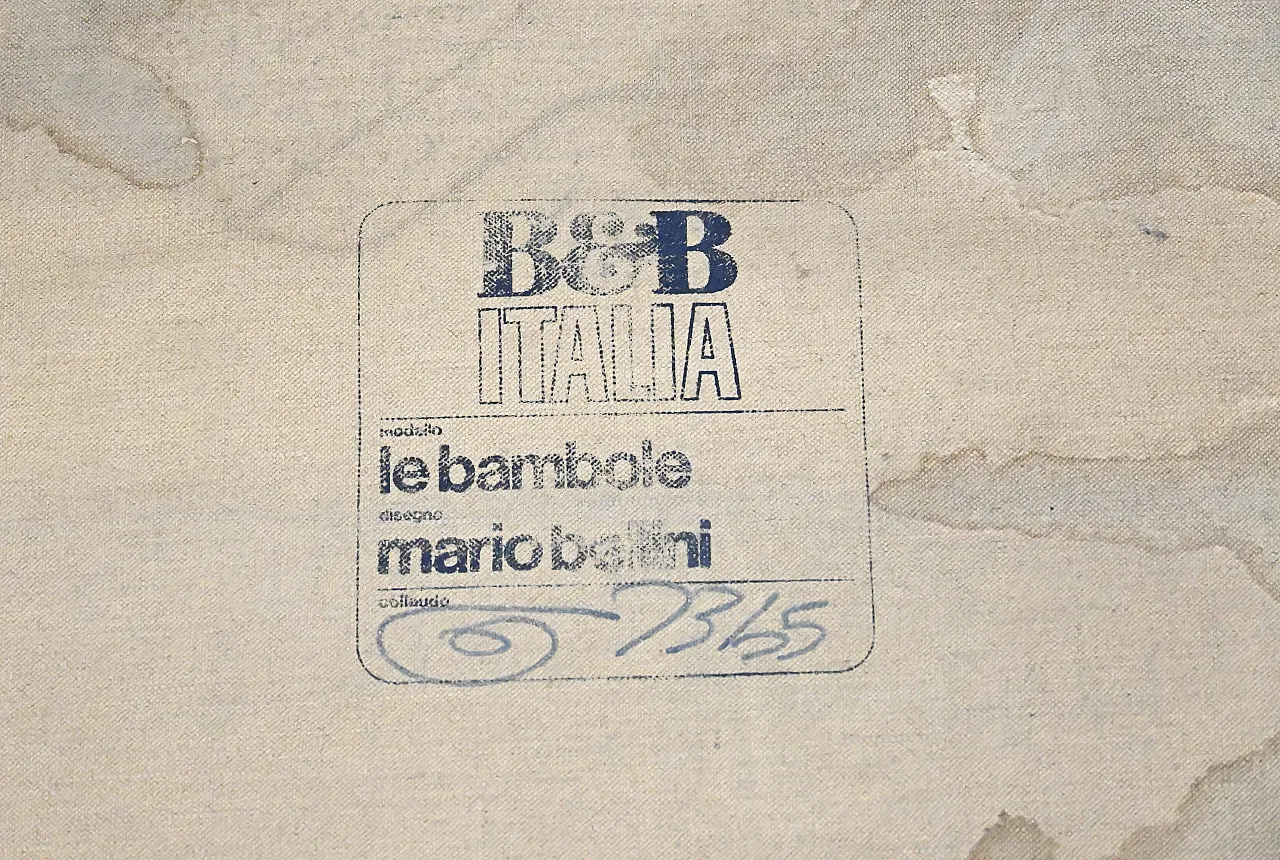 B&B
ITALIA
modello
le bambole
disegno
mario bellini
collaudo
7365